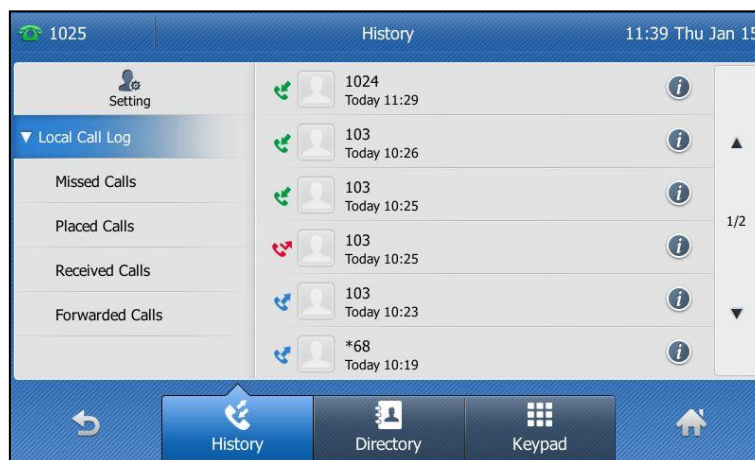 1025 History 11:39 Thu Jan 15
Setting
Local Call Log
Missed Calls
Placed Calls
Received Calls
Forwarded Calls
1024
Today 11:29
103
Today 10:26
103
Today 10:25
103
Today 10:25
103
Today 10:23
*68
Today 10:19
1/2
History Directory Keypad